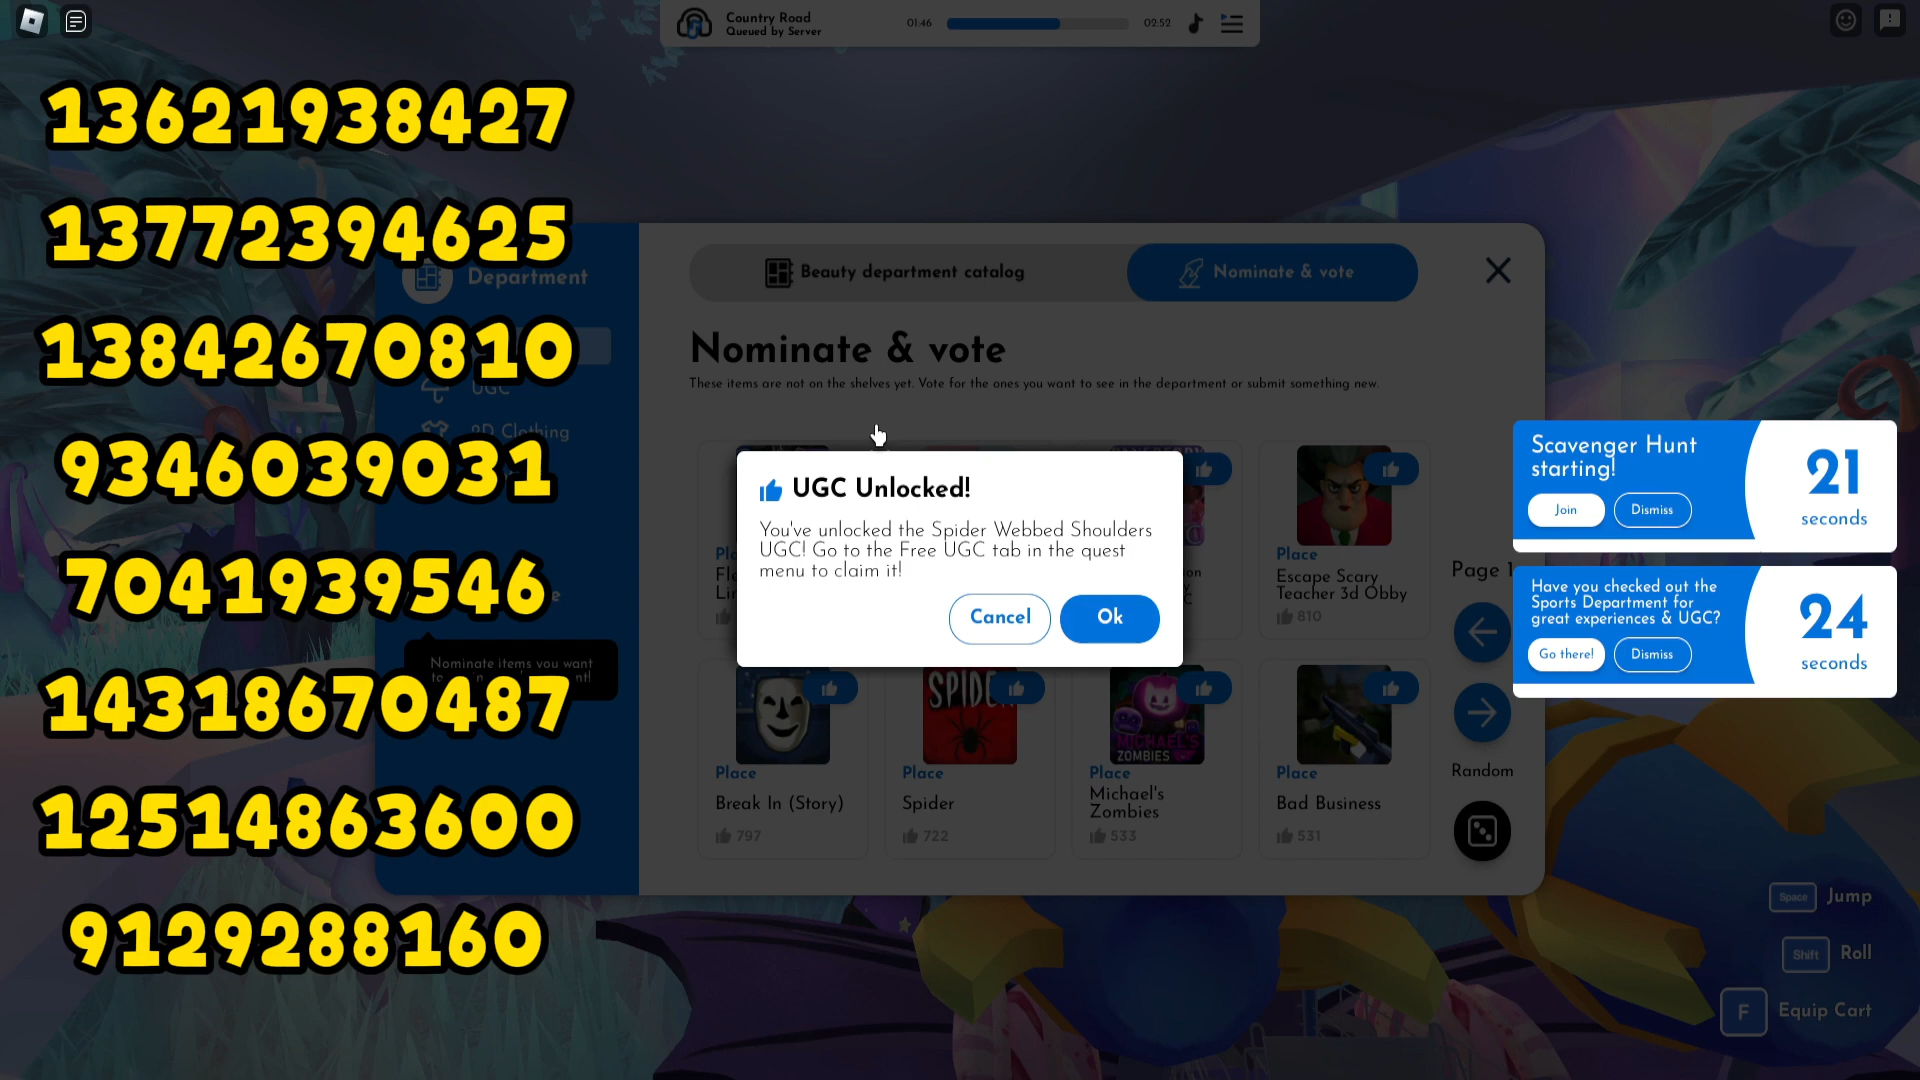 Country Road
Queued by Server
01:46
02:52
13621938427
13772394625
13842670810
9346039031
7041939546
14318670487
12514863600
9129288160
Department
UGC
2D Clothing
Nominate items you want
Beauty department catalog
Nominate & vote
Nominate & vote
These items are not on the shelves yet. Vote for the ones you want to see in the department or submit something new.
UGC Unlocked!
You've unlocked the Spider Webbed Shoulders
UGC! Go to the Free UGC tab in the quest
menu to claim it!
Cancel
Ok
Place
Escape Scary
Teacher 3d Obby
810
SPIDER
MICHAEL'S
ZOMBIES
Place
Break In (Story)
797
Place
Spider
722
Place
Michael's
Zombies
533
Place
Bad Business
531
Page 1
Random
Scavenger Hunt
starting!
Join
Dismiss
21
seconds
Have you checked out the
Sports Department for
great experiences & UGC?
Go there!
Dismiss
24
seconds
Space
Jump
Shift
Roll
F
Equip Cart